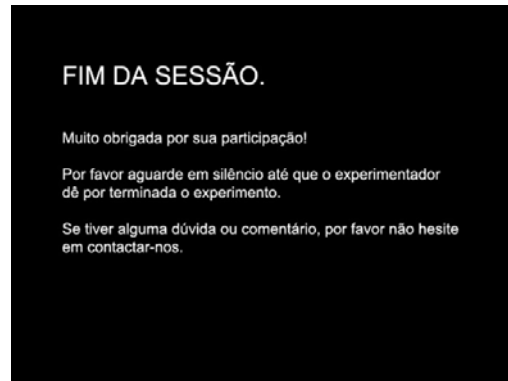 FIM DA SESSÃO.
Muito obrigada por sua participação!
Por favor aguarde em silêncio até que o experimentador
dê por terminada o experimento.
Se tiver alguma dúvida ou comentário, por favor não hesite
em contactar-nos.